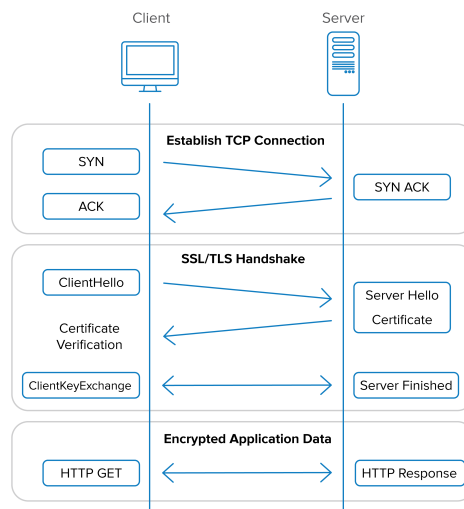 Client
Server
Establish TCP Connection
SYN
SYN ACK
ACK
SSL/TLS Handshake
ClientHello
Server Hello
Certificate
Certificate
Verification
ClientKeyExchange
Server Finished
Encrypted Application Data
HTTP GET
HTTP Response